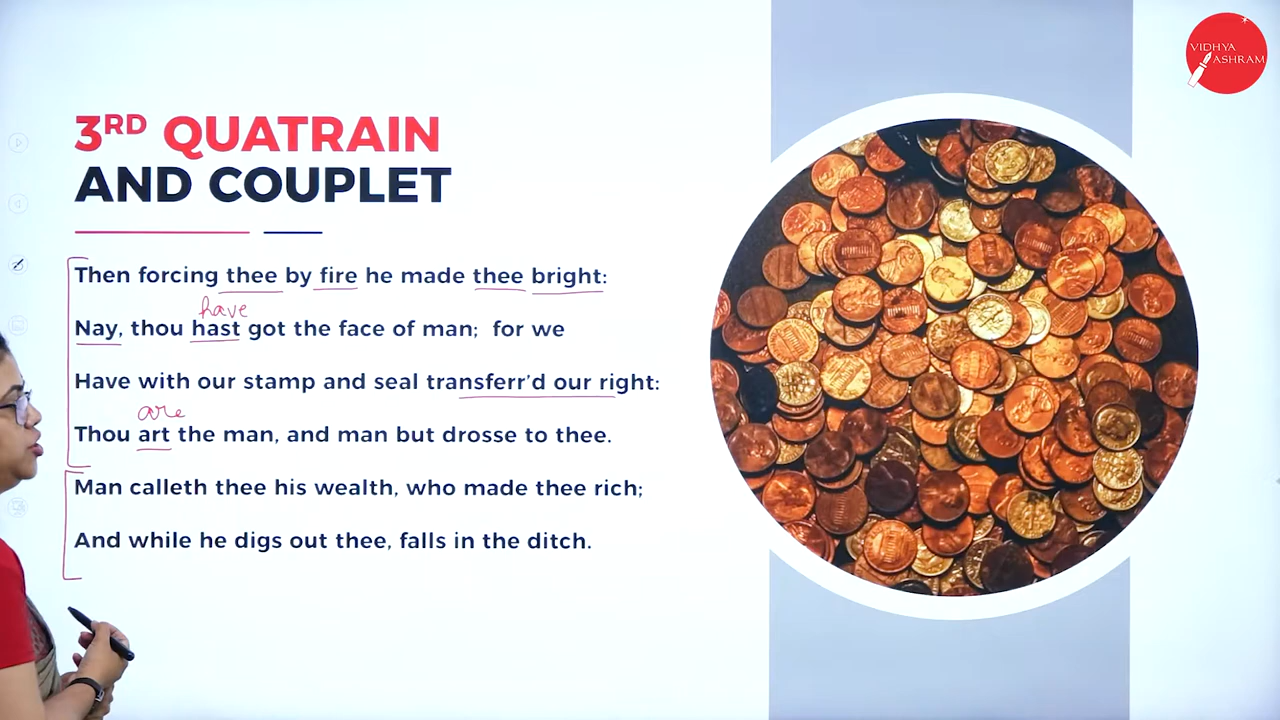 VIDHYA
ASHRAM
3RD QUATRAIN
AND COUPLET
Then forcing thee by fire he made thee bright:
have
Nay, thou hast got the face of man;  for we
Have with our stamp and seal transferr'd our right:
are
Thou art the man, and man but drosse to thee.
Man calleth thee his wealth, who made thee rich;
And while he digs out thee, falls in the ditch.